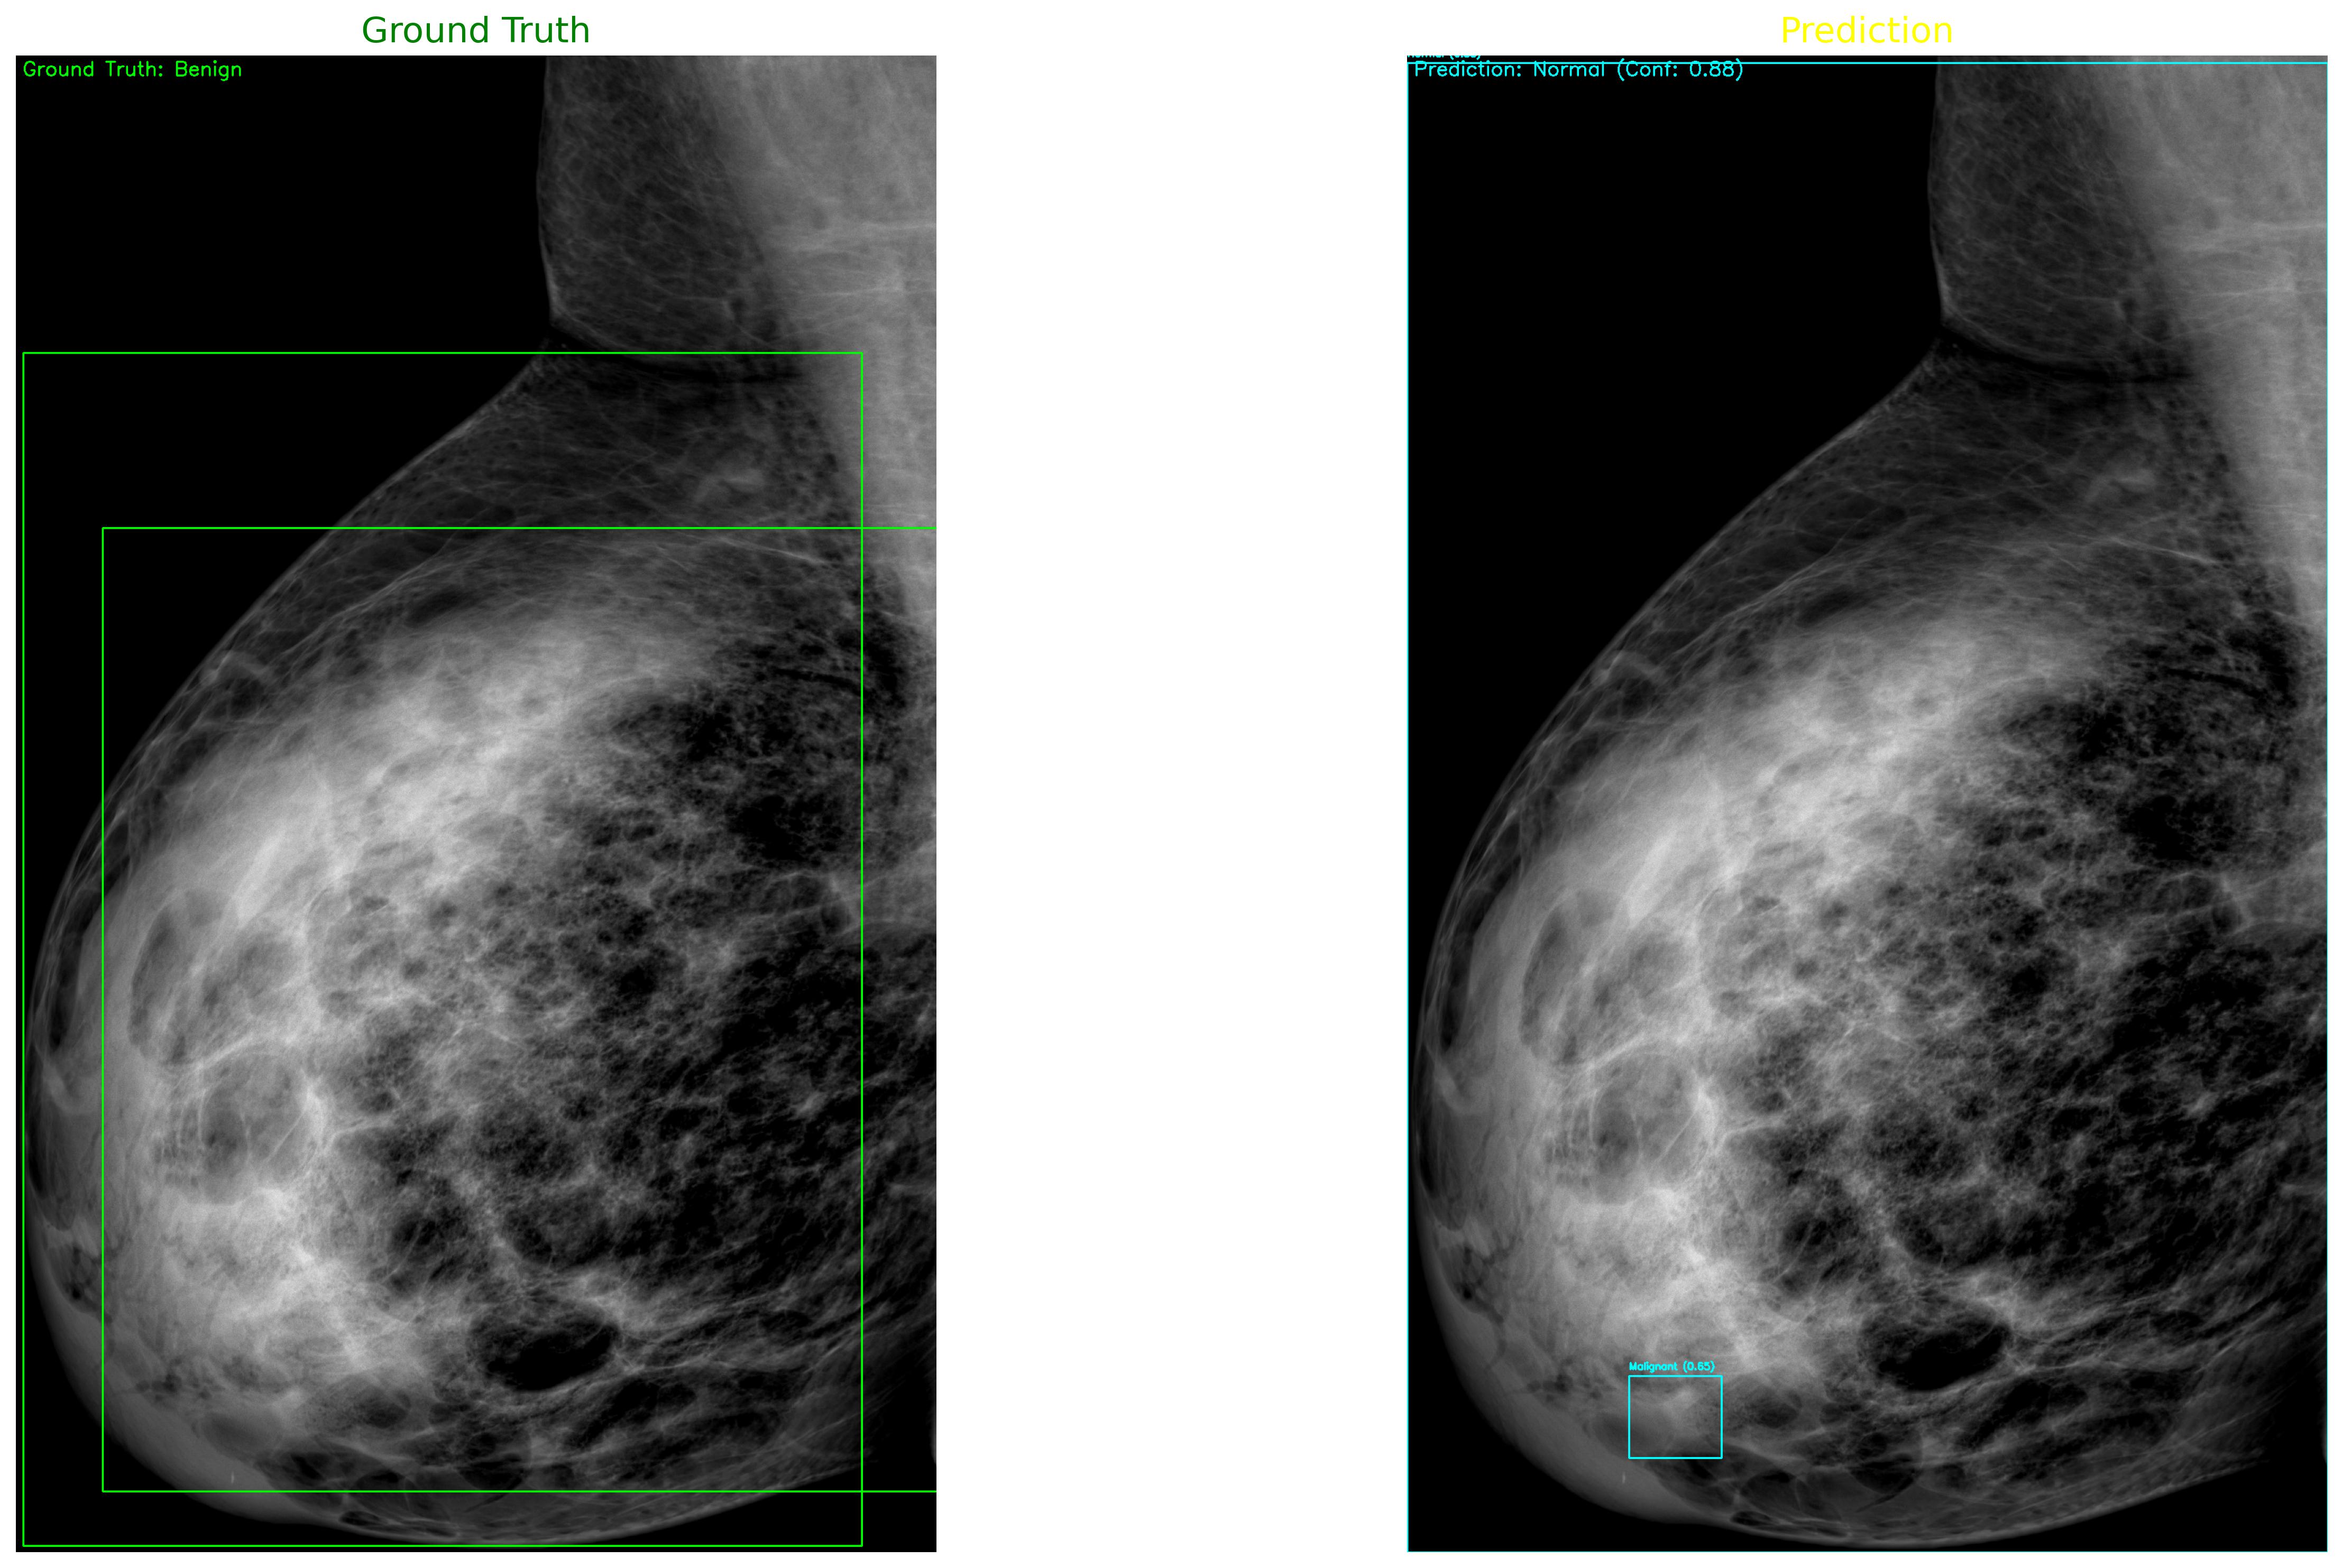 Ground Truth
Prediction
Ground Truth: Benign
Prediction: Normal (Conf: 0.88)
Malignant (0.65)